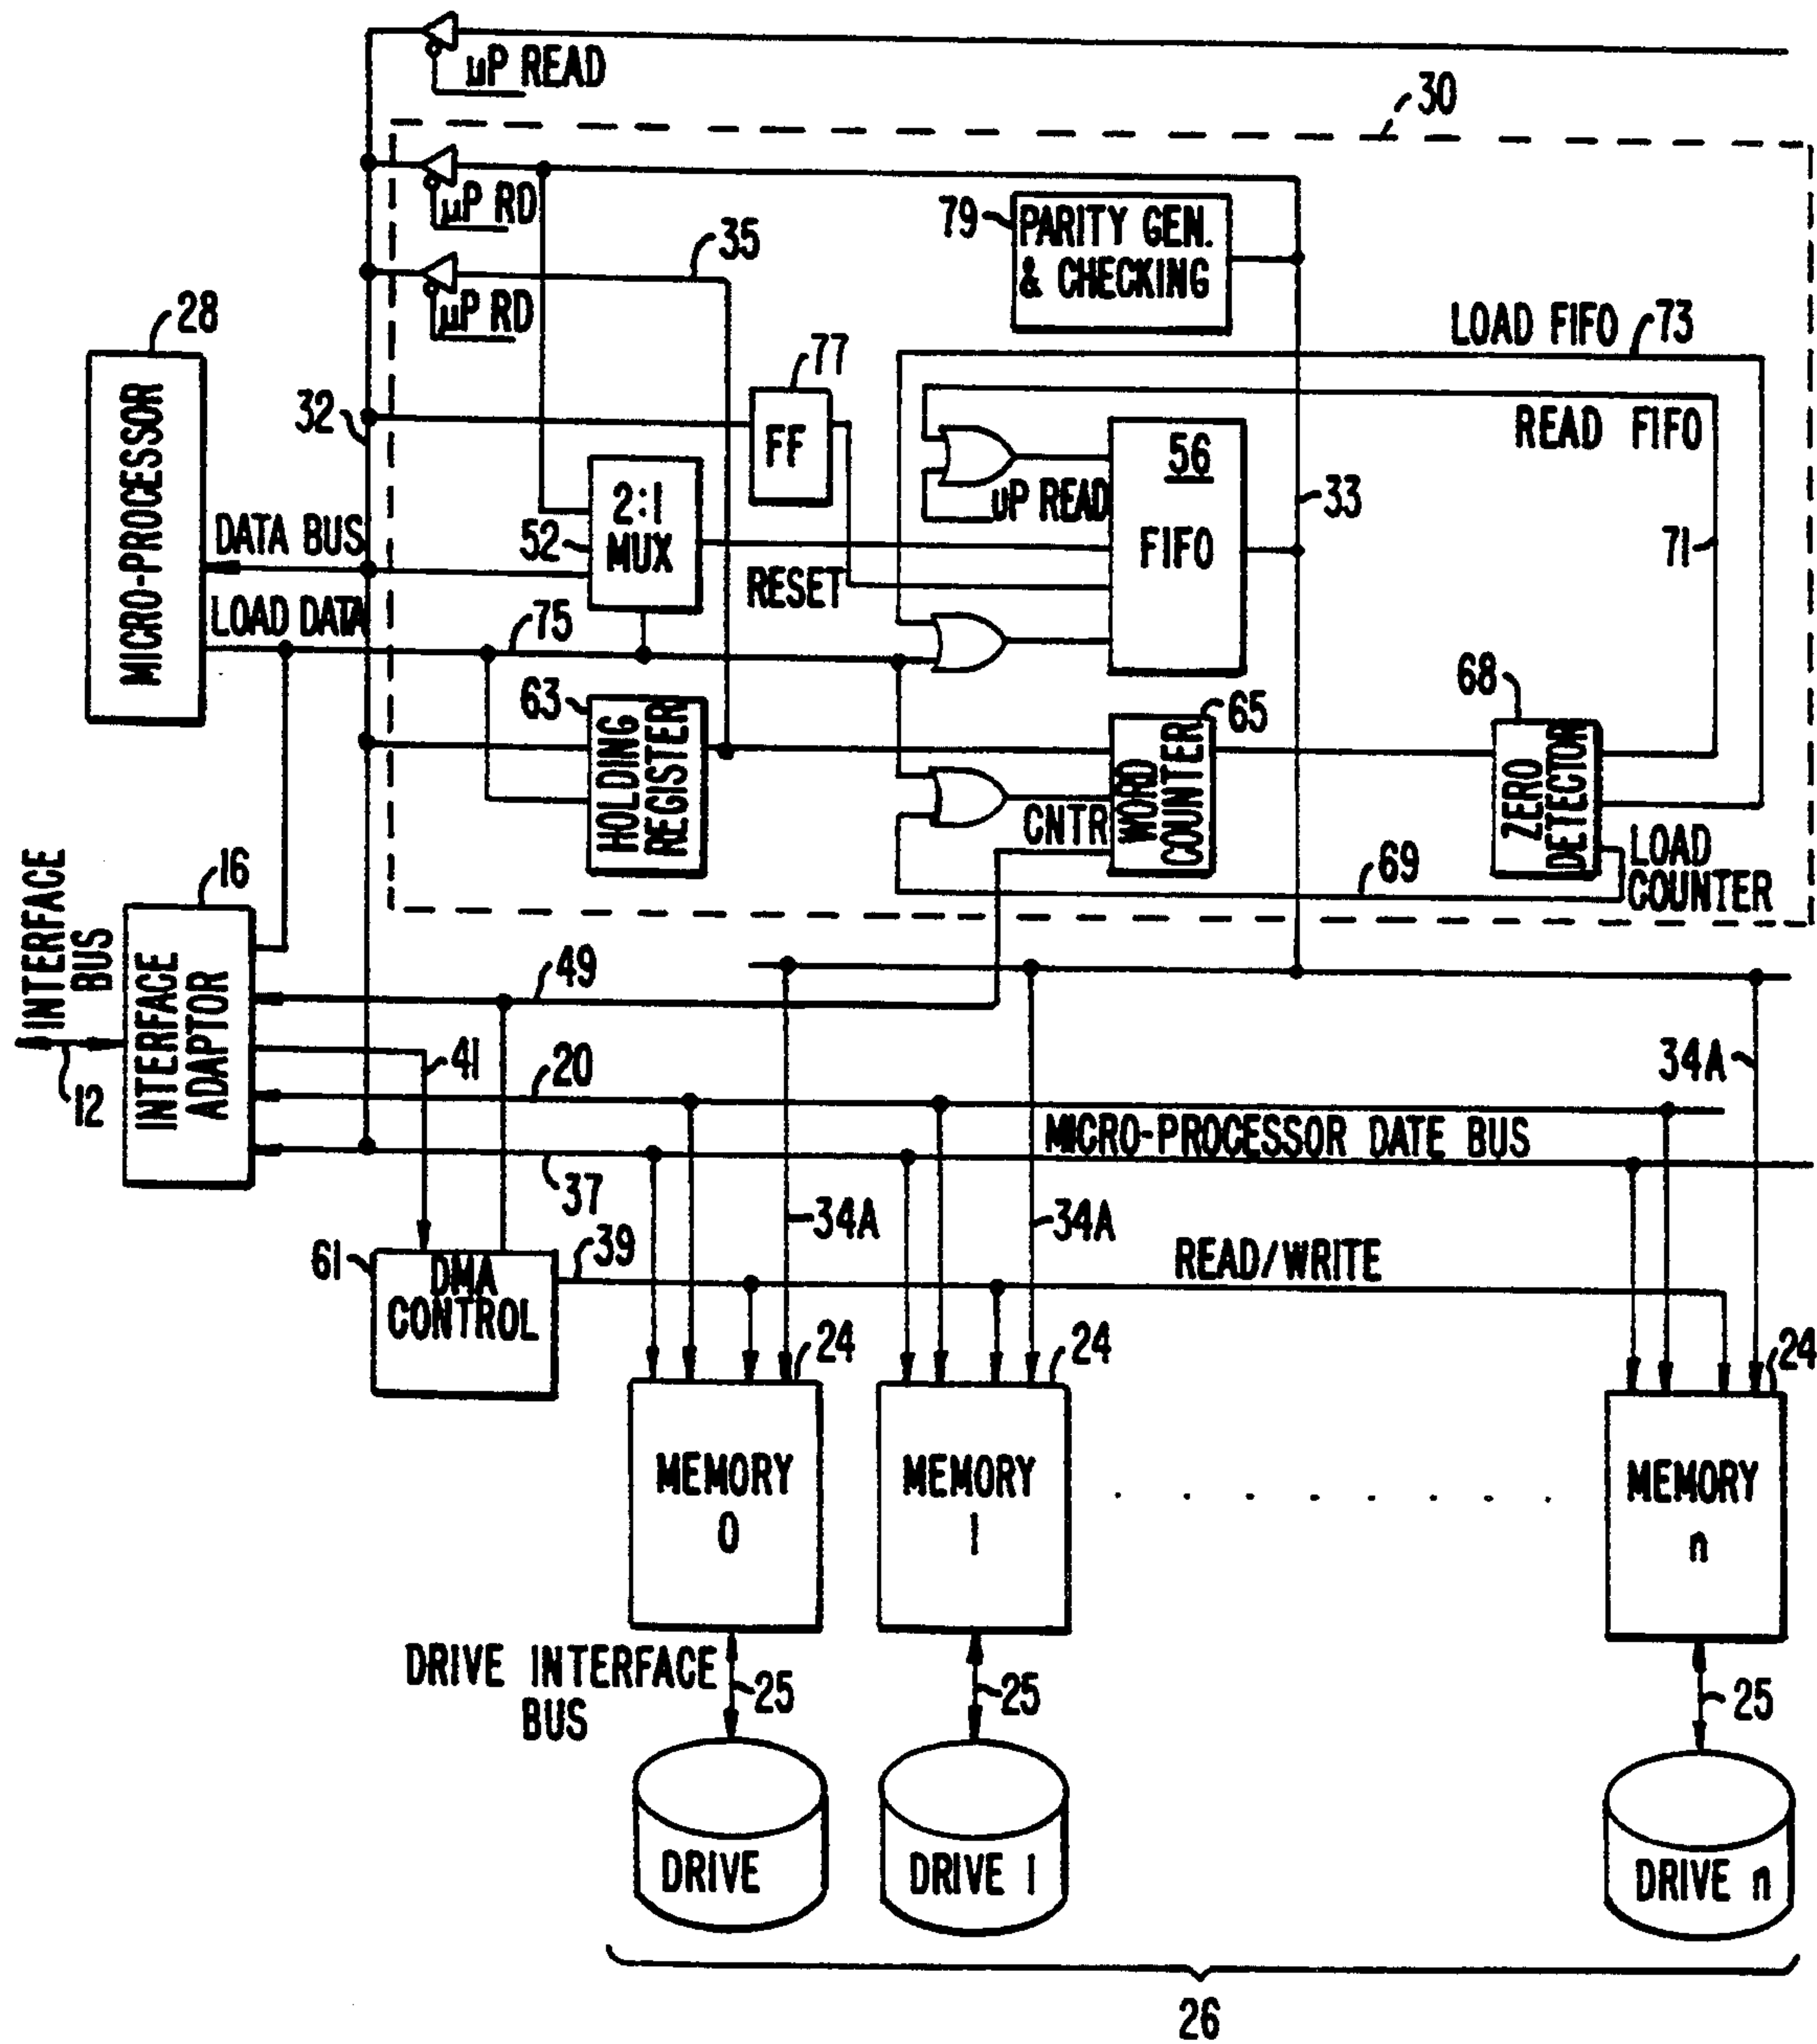 µP READ
30
µP RD
79
PARITY GEN.
& CHECKING
35
µP RD
LOAD FIFO
73
28
77
32
FF
READ FIFO
MICRO-PROCESSOR
56
2:1
MUX
52
µP READ
FIFO
33
DATA BUS
71
RESET
LOAD DATA
75
63
65
68
HOLDING
REGISTER
WORD
COUNTER
ZERO
DETECTOR
CNTR
LOAD
COUNTER
69
16
INTERFACE
BUS
49
INTERFACE
ADAPTOR
41
20
34A
12
MICRO-PROCESSOR DATE BUS
37
34A
34A
39
READ/WRITE
61
DMA
CONTROL
24
24
24
MEMORY
0
MEMORY
1
MEMORY
n
DRIVE INTERFACE
BUS
25
25
25
DRIVE
DRIVE 1
DRIVE n
26